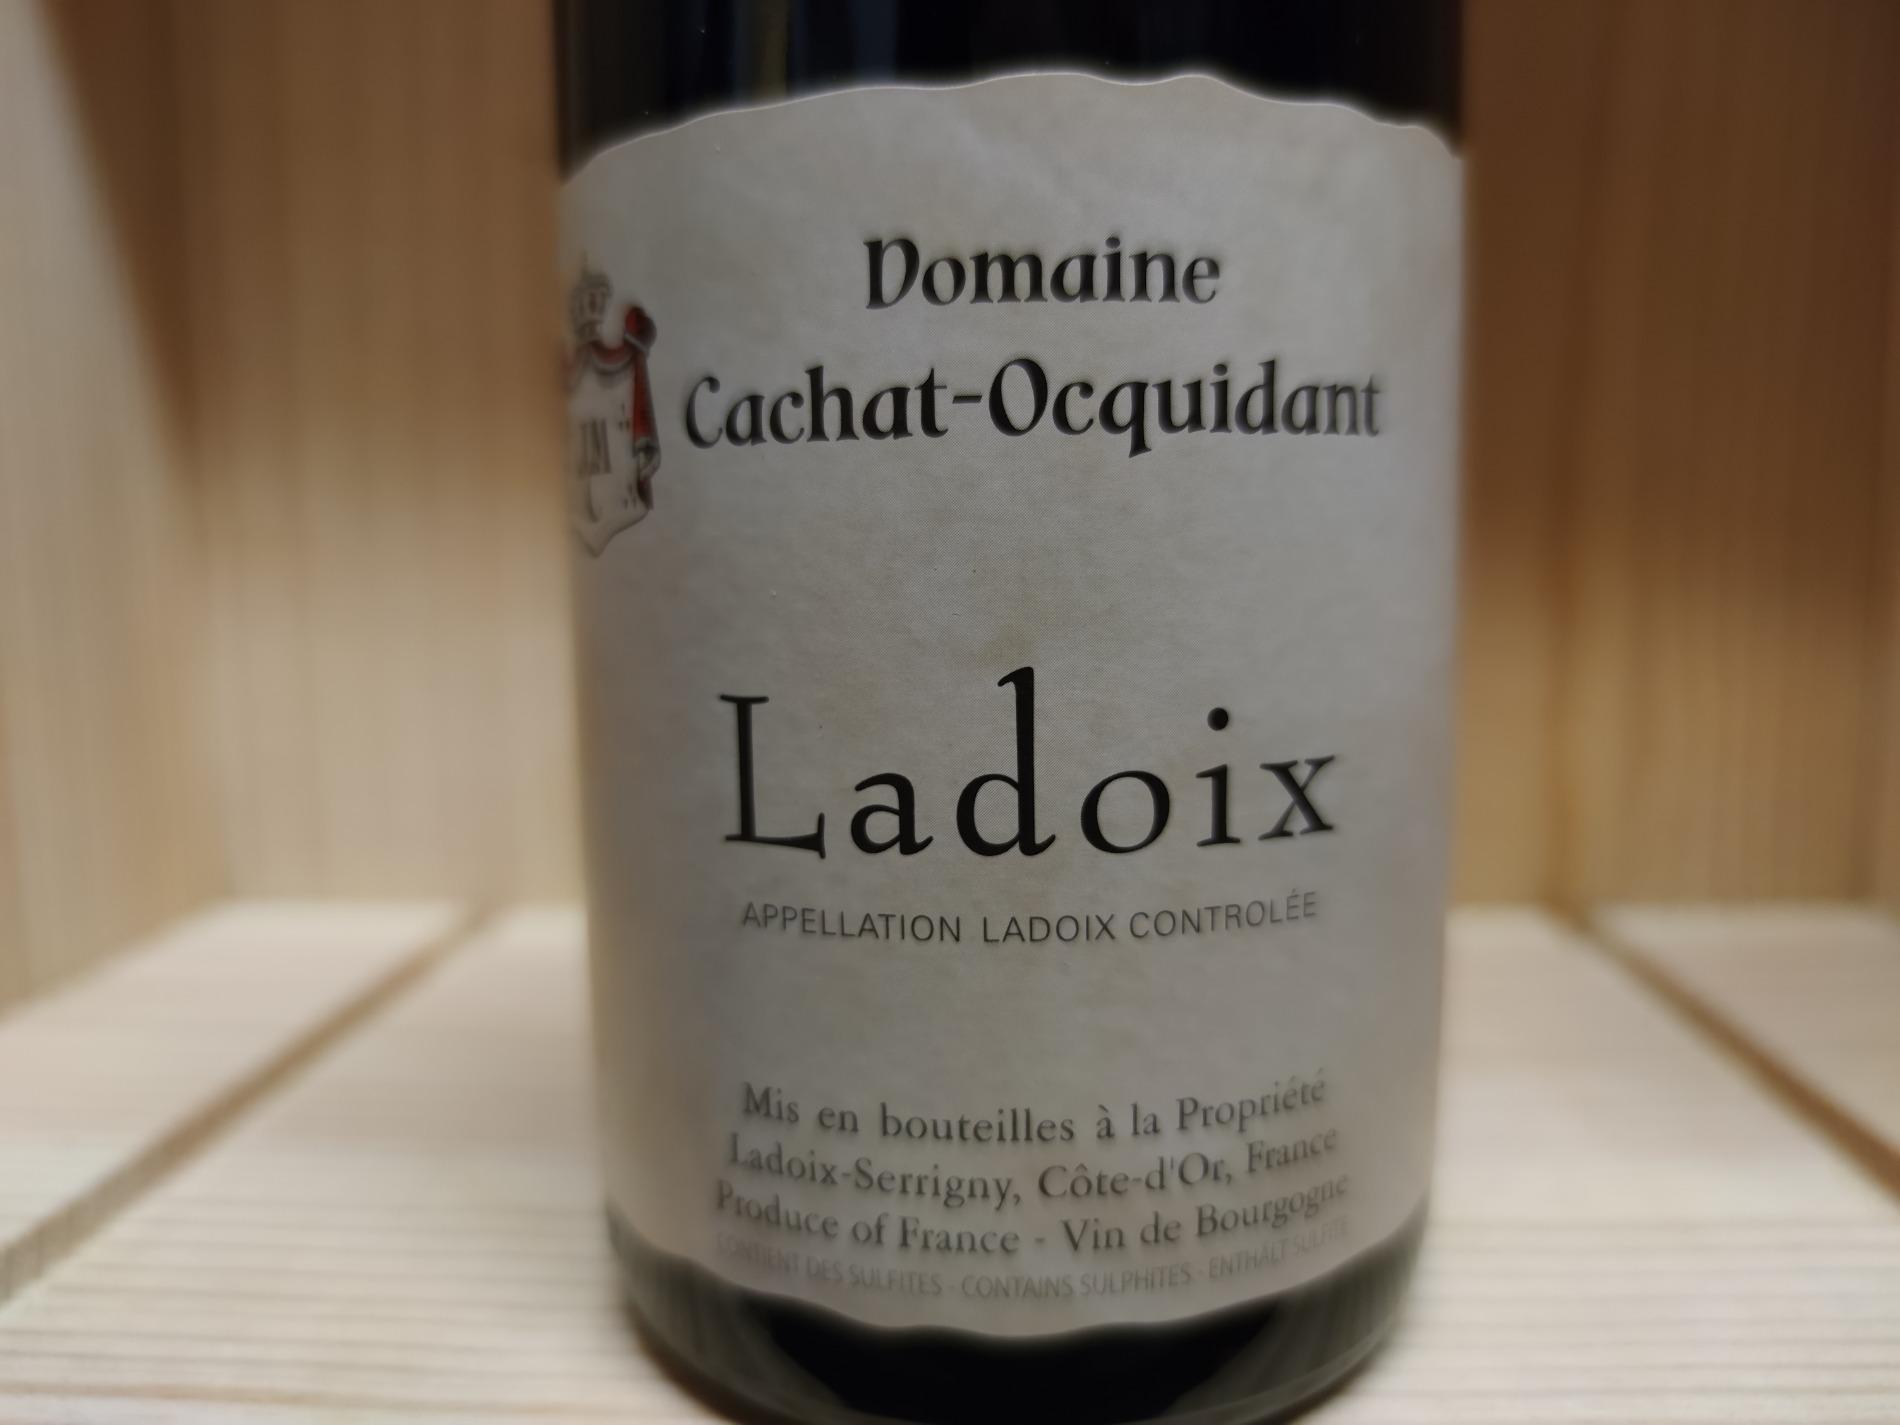 Domaine
Cachat-Ocquidant
Ladoix
APPELLATION LADOIX CONTROLÉE
Mis en bouteilles à la Propriété
Ladoix-Serrigny, Côte-d'Or, France
Produce of France - Vin de Bourgogne
CONTIENT DES SULFITES - CONTAINS SULPHITES - ENTHÄLT SULFITE